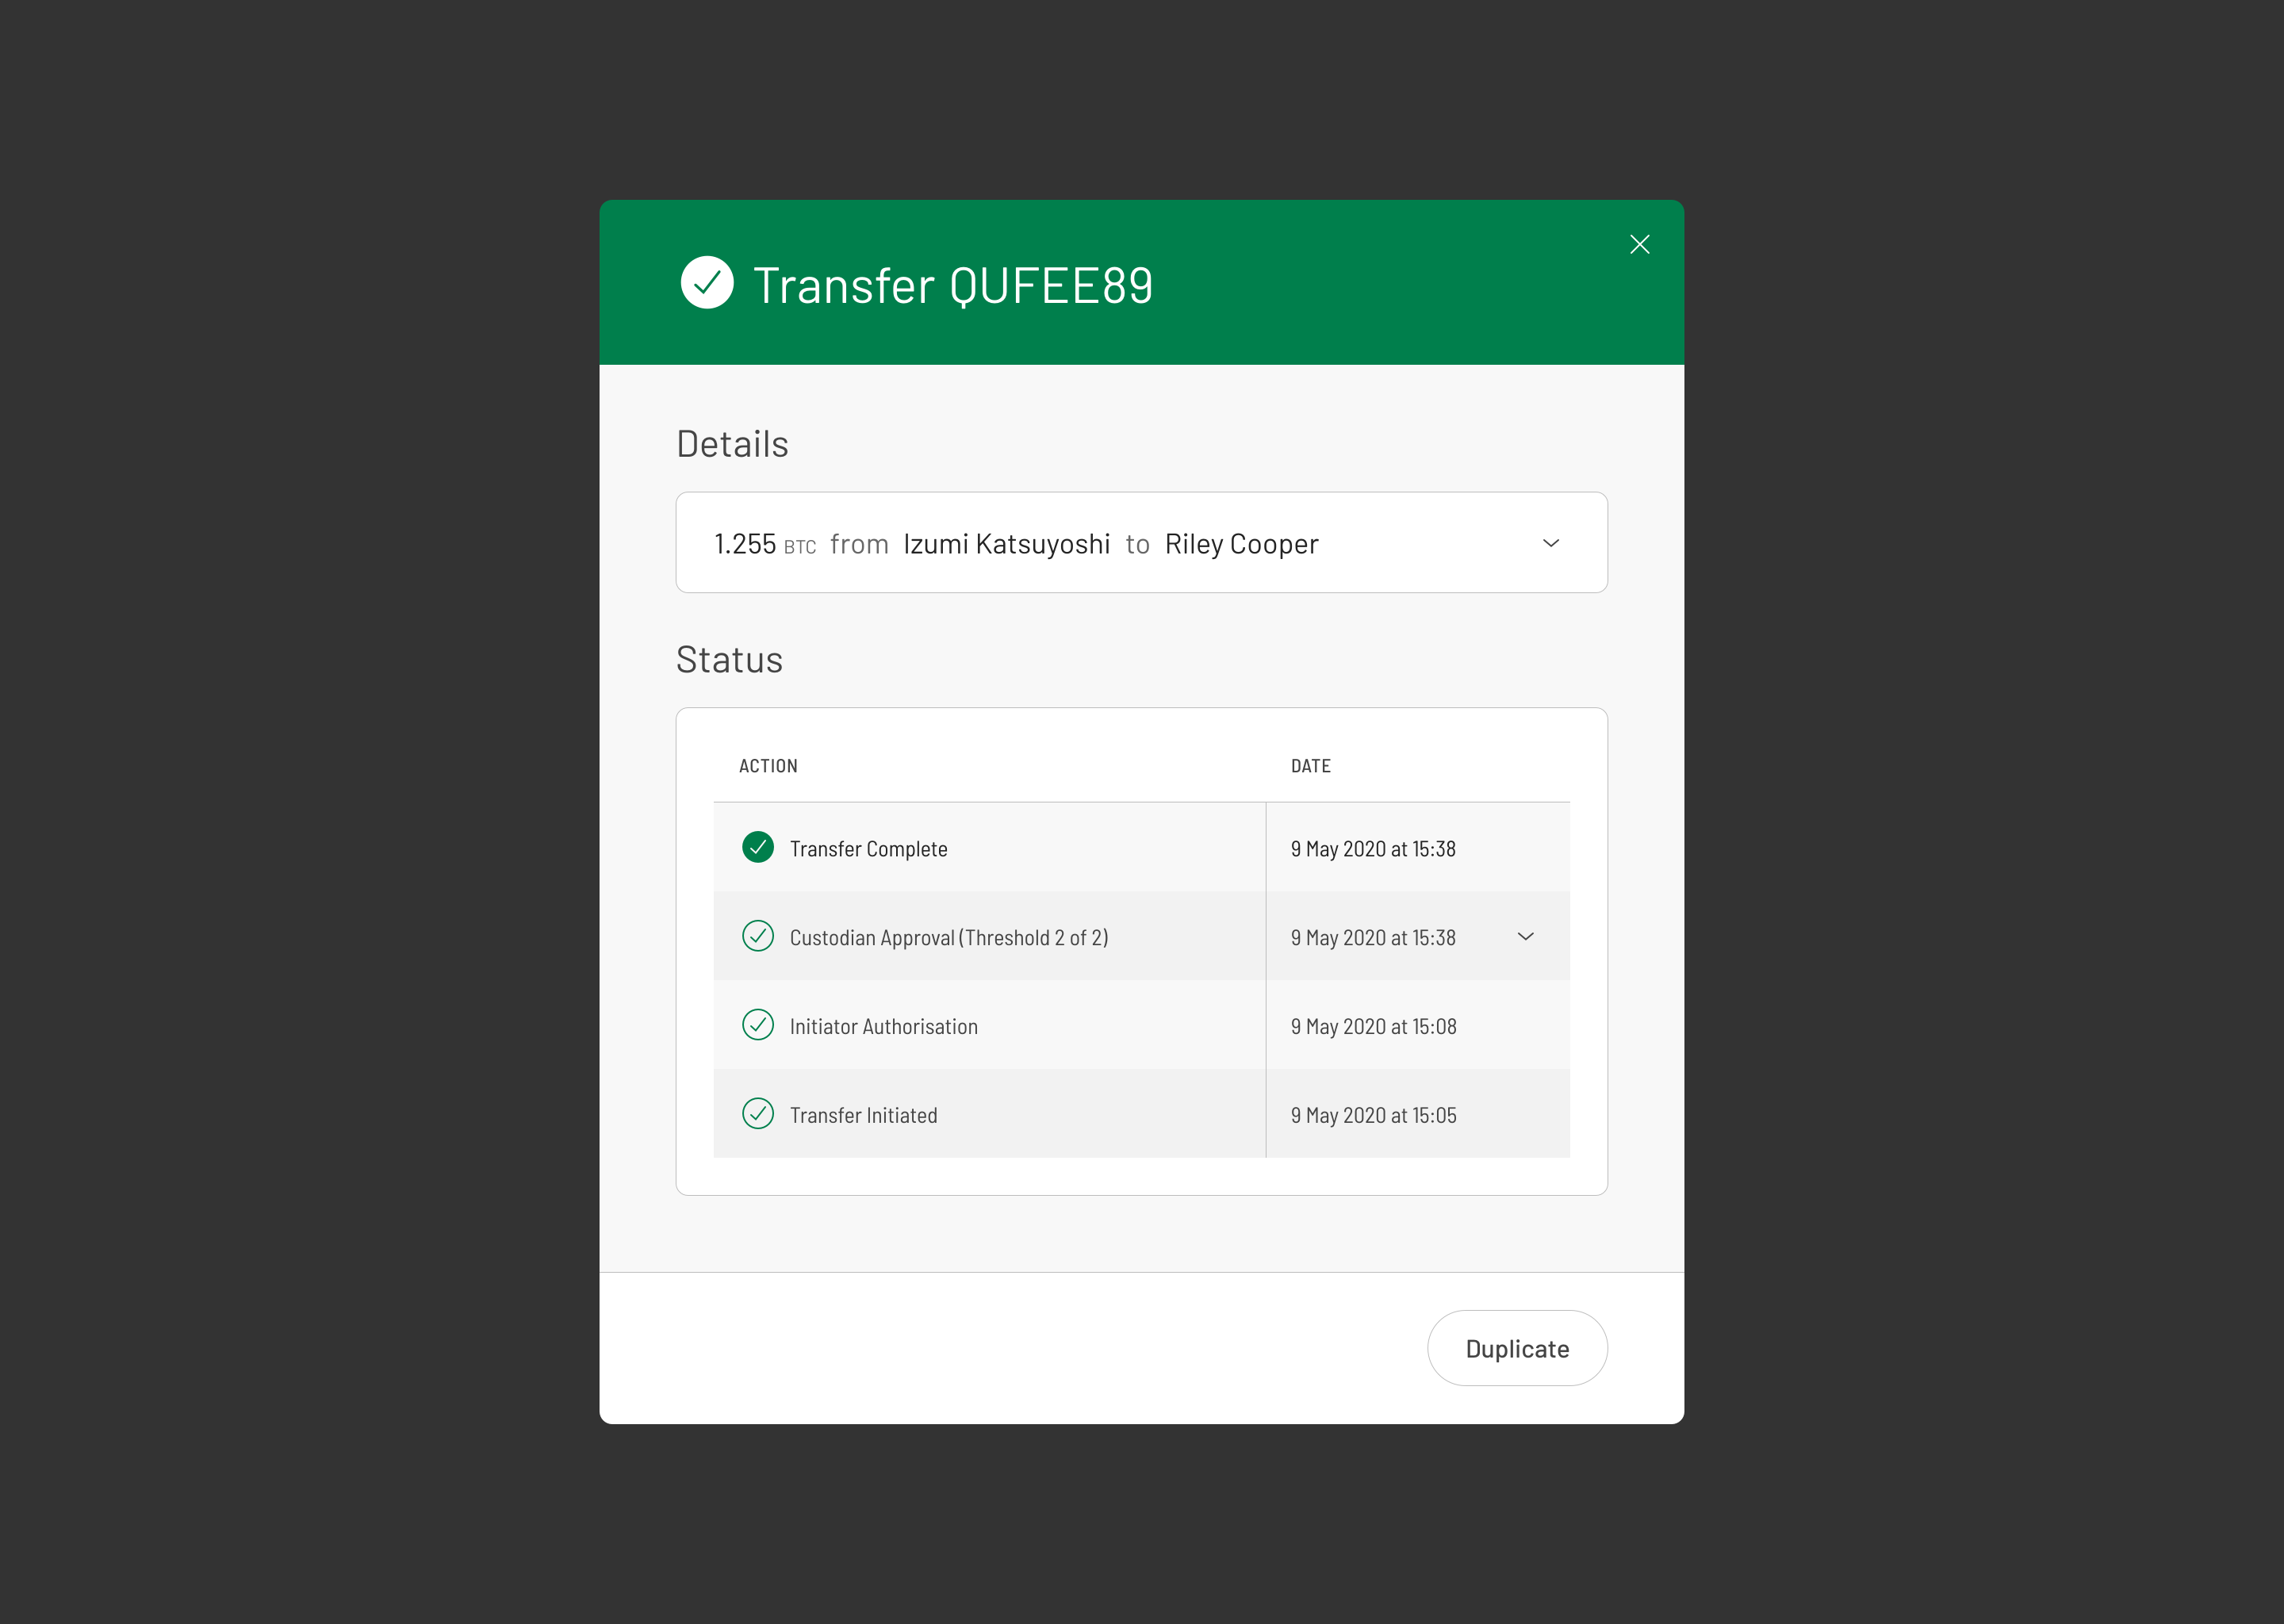 Transfer QUFEE89
Details
1.255 BTC from Izumi Katsuyoshi to Riley Cooper
Status
ACTION DATE
Transfer Complete 9 May 2020 at 15:38
Custodian Approval (Threshold 2 of 2) 9 May 2020 at 15:38
Initiator Authorisation 9 May 2020 at 15:08
Transfer Initiated 9 May 2020 at 15:05
Duplicate